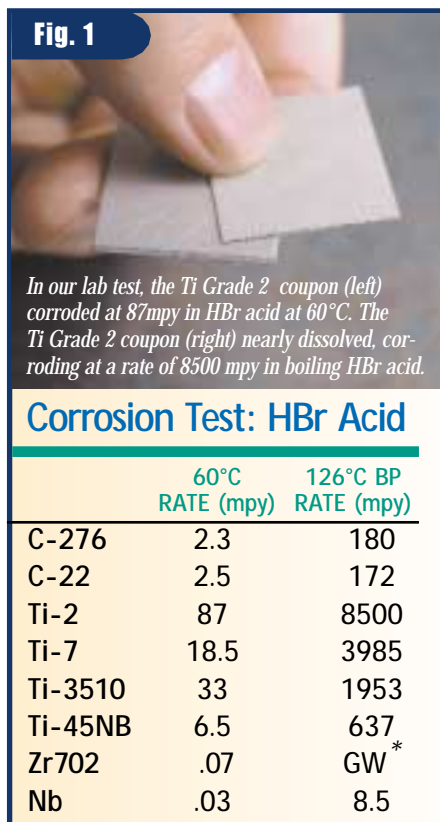 Fig. 1
In our lab test, the Ti Grade 2 coupon (left)
corroded at 87mpy in HBr acid at 60°C. The
Ti Grade 2 coupon (right) nearly dissolved, cor-
roding at a rate of 8500 mpy in boiling HBr acid.
Corrosion Test: HBr Acid
60°C 126°C BP
RATE (mpy) RATE (mpy)
C-276 2.3 180
C-22 2.5 172
Ti-2 87 8500
Ti-7 18.5 3985
Ti-3510 33 1953
Ti-45NB 6.5 637
Zr702 .07 GW*
Nb .03 8.5